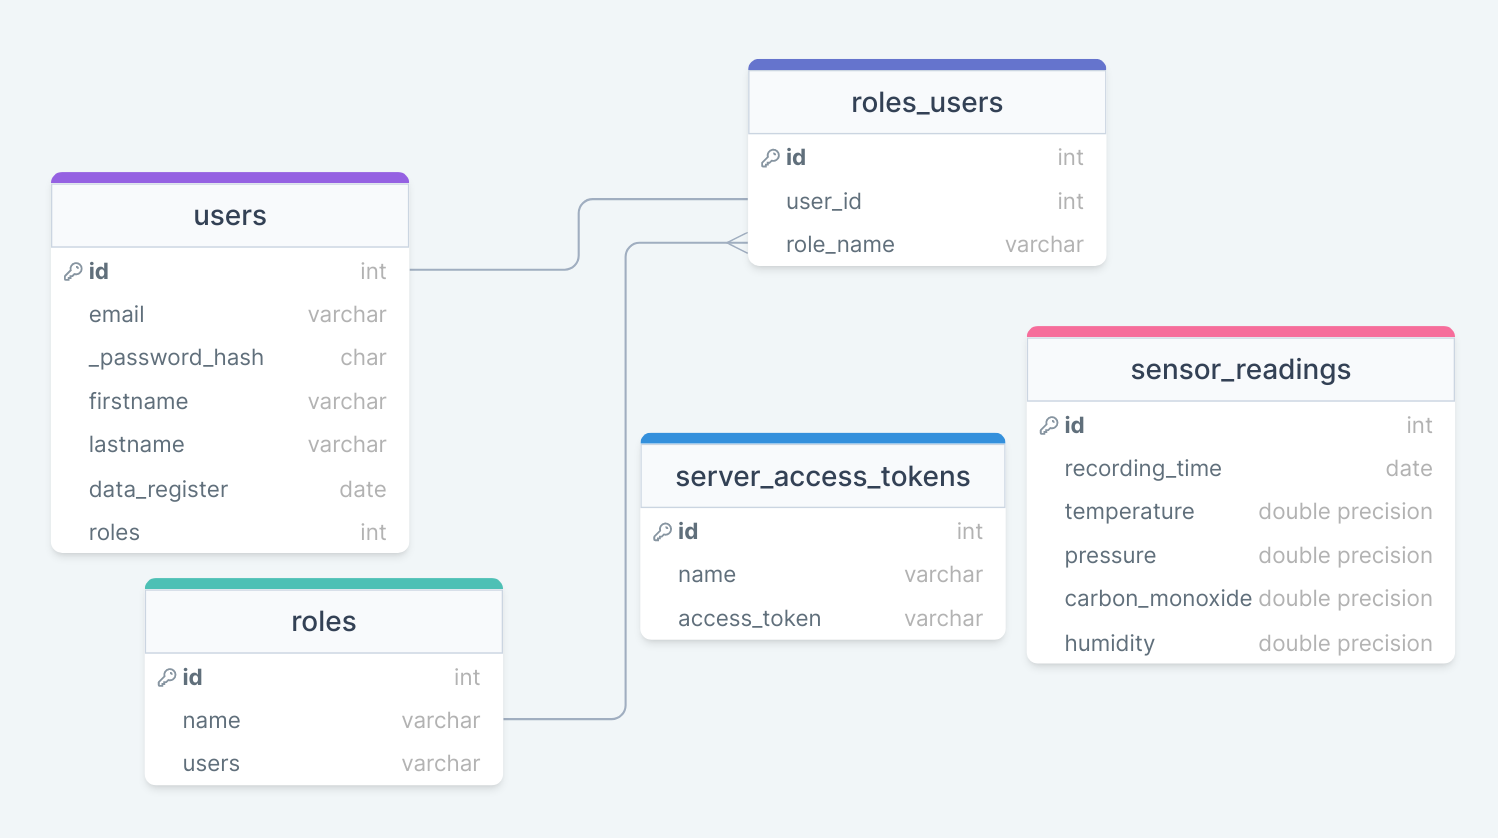 roles_users
id int
user_id int
role_name varchar
users
id int
email varchar
_password_hash char
firstname varchar
lastname varchar
data_register date
roles int
sensor_readings
id int
recording_time date
temperature double precision
pressure double precision
carbon_monoxide double precision
humidity double precision
server_access_tokens
id int
name varchar
access_token varchar
roles
id int
name varchar
users varchar